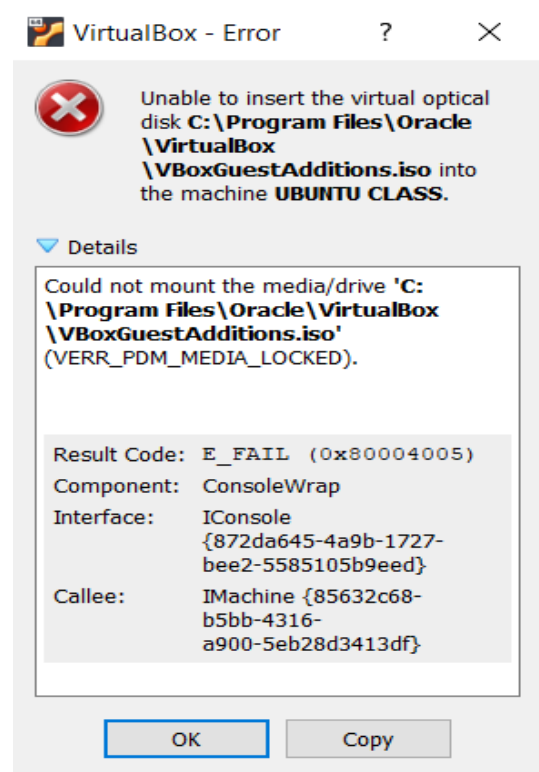 VirtualBox - Error ?
Unable to insert the virtual optical
disk C:\Program Files\Oracle
\VirtualBox
\VBoxGuestAdditions.iso into
the machine UBUNTU CLASS.
Details
Could not mount the media/drive 'C:
\Program Files\Oracle\VirtualBox
\VBoxGuestAdditions.iso'
(VERR_PDM_MEDIA_LOCKED).
Result Code: E_FAIL (0x80004005)
Component: ConsoleWrap
Interface: IConsole
{872da645-4a9b-1727-
bee2-5585105b9eed}
Callee: IMachine {85632c68-
b5bb-4316-
a900-5eb28d3413df}
OK Copy